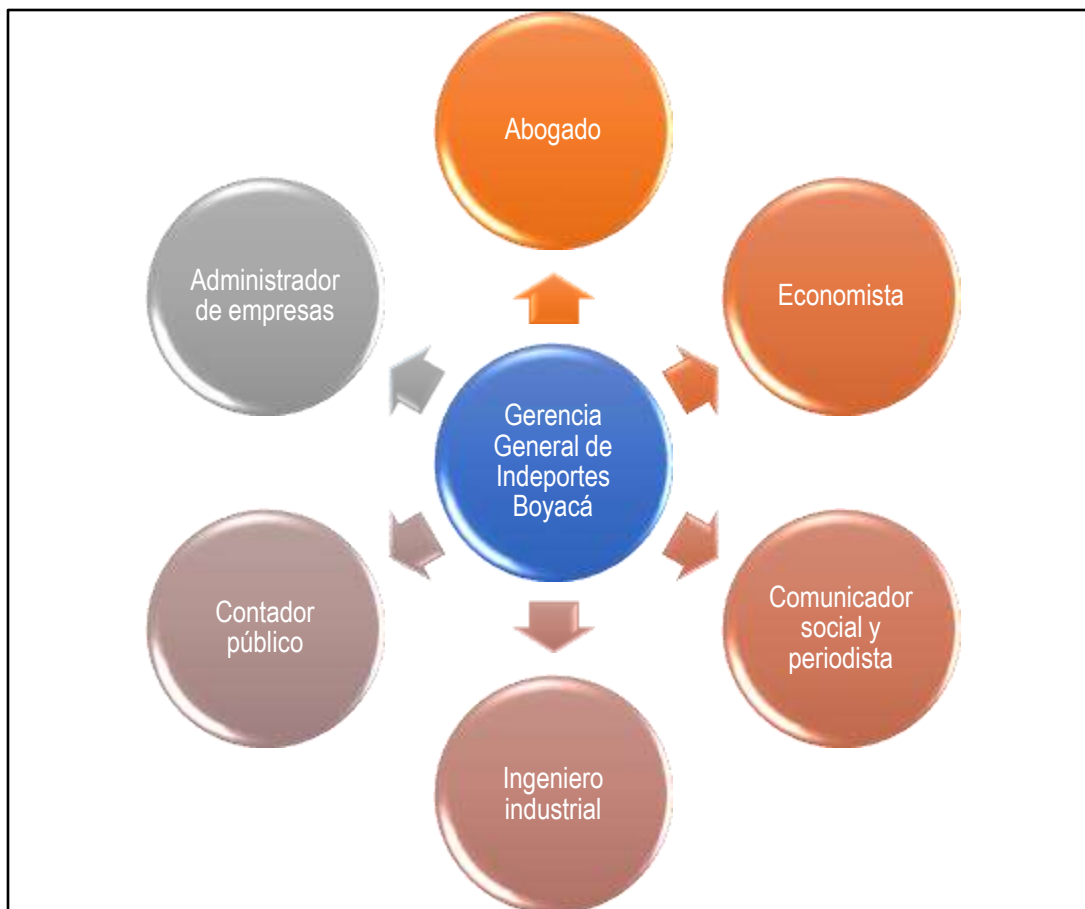 Abogado
Administrador
de empresas
Economista
Gerencia
General de
Indeportes
Boyacá
Contador
público
Comunicador
social y
periodista
Ingeniero
industrial